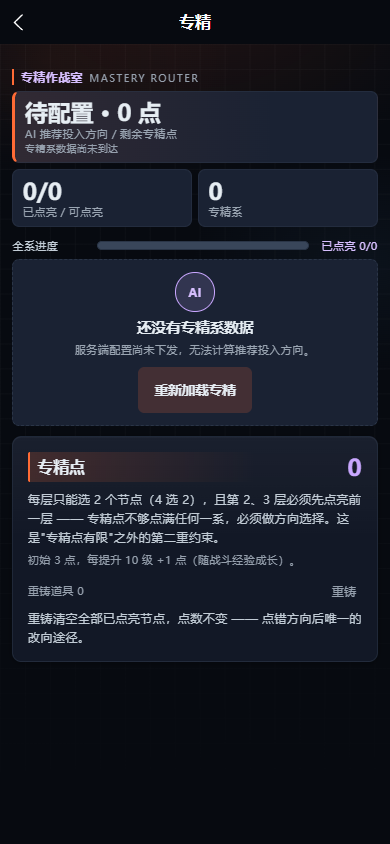 专精
专精作战室 MASTERY ROUTER
待配置 · 0 点
AI 推荐投入方向 / 剩余专精点
专精系数据尚未到达
0/0
已点亮 / 可点亮
0
专精系
全系进度
已点亮 0/0
AI
还没有专精系数据
服务端配置尚未下发，无法计算推荐投入方向。
重新加载专精
专精点
0
每层只能选 2 个节点（4 选 2），且第 2、3 层必须先点亮前
一层 —— 专精点不够点满任何一系，必须做方向选择。这
是"专精点有限"之外的第二重约束。
初始 3 点，每提升 10 级 +1 点（随战斗经验成长）。
重铸道具 0
重铸
重铸清空全部已点亮节点，点数不变 —— 点错方向后唯一的
改向途径。